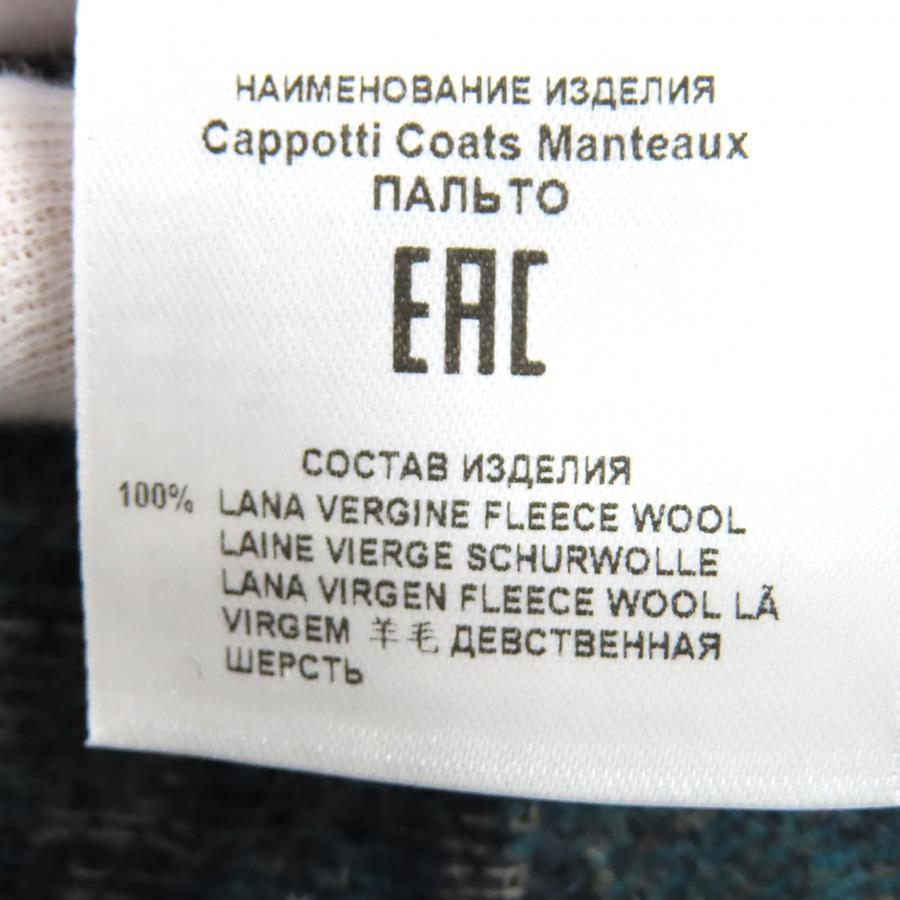 НАИМЕНОВАНИЕ ИЗДЕЛИЯ
Cappotti Coats Manteaux
ПАЛЬТО
EAC
СОСТАВ ИЗДЕЛИЯ
100% LANA VERGINE FLEECE WOOL
LAINE VIERGE SCHURWOLLE
LANA VIRGEN FLEECE WOOL LÃ
VIRGEM 羊毛 ДЕВСТВЕННАЯ
ШЕРСТЬ